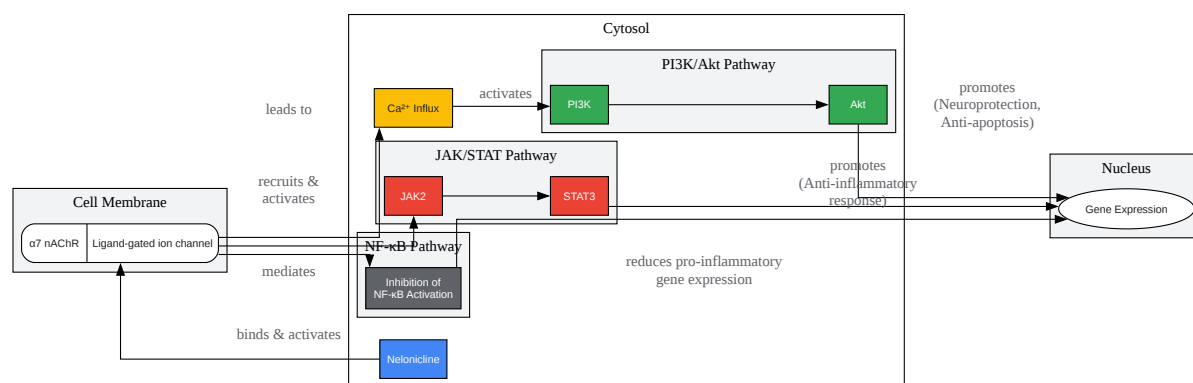 Cytosol
PI3K/Akt Pathway
leads to
Ca²⁺ Influx
activates
PI3K
Akt
promotes
(Neuroprotection,
Anti-apoptosis)
JAK/STAT Pathway
recruits &
activates
JAK2
STAT3
promotes
(Anti-inflammatory
response)
Nucleus
Gene Expression
Cell Membrane
α7 nAChR
Ligand-gated ion channel
NF-κB Pathway
mediates
Inhibition of
NF-κB Activation
reduces pro-inflammatory
gene expression
binds & activates
Nelonicline